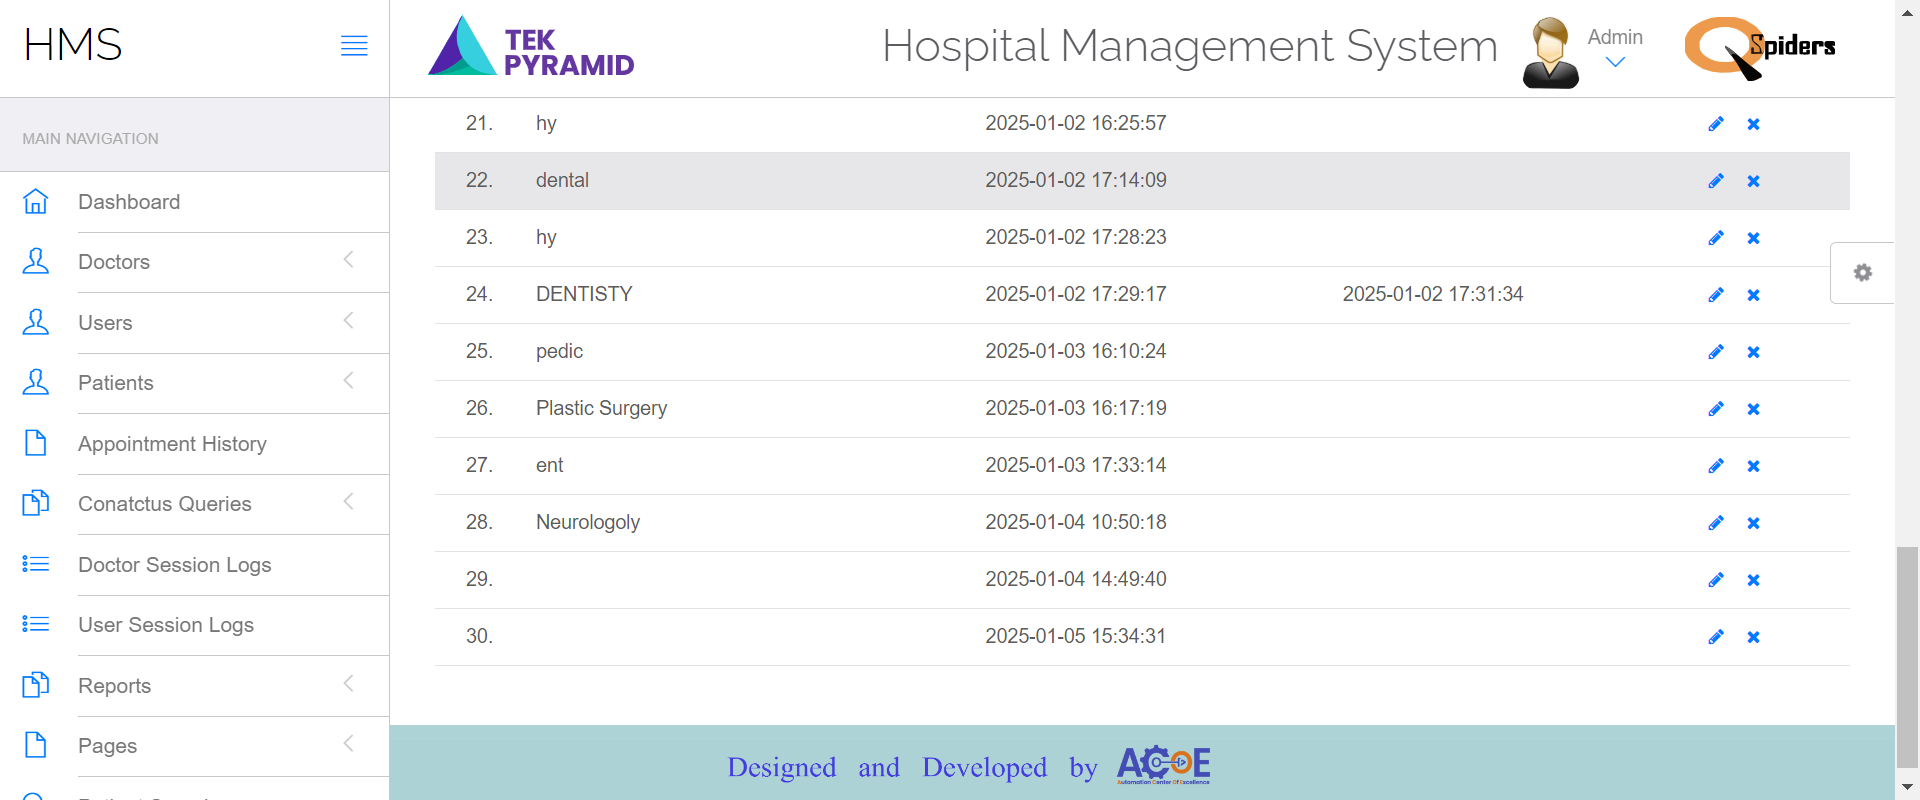 HMS
TEK
PYRAMID
Hospital Management System
Admin
Spiders
MAIN NAVIGATION
Dashboard
Doctors
Users
Patients
Appointment History
Conatctus Queries
Doctor Session Logs
User Session Logs
Reports
Pages
21. hy 2025-01-02 16:25:57
22. dental 2025-01-02 17:14:09
23. hy 2025-01-02 17:28:23
24. DENTISTY 2025-01-02 17:29:17 2025-01-02 17:31:34
25. pedic 2025-01-03 16:10:24
26. Plastic Surgery 2025-01-03 16:17:19
27. ent 2025-01-03 17:33:14
28. Neurologoly 2025-01-04 10:50:18
29. 2025-01-04 14:49:40
30. 2025-01-05 15:34:31
Designed and Developed by
ACOE
Automation Center Of Excellence